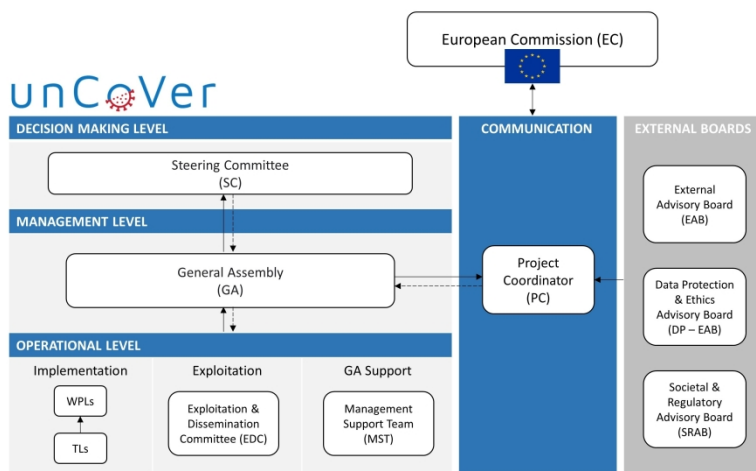 European Commission (EC)
unCoVer
DECISION MAKING LEVEL
Steering Committee
(SC)
MANAGEMENT LEVEL
General Assembly
(GA)
OPERATIONAL LEVEL
Implementation
WPLs
TLs
Exploitation
Exploitation &
Dissemination
Committee (EDC)
GA Support
Management
Support Team
(MST)
COMMUNICATION
Project
Coordinator
(PC)
EXTERNAL BOARDS
External
Advisory Board
(EAB)
Data Protection
& Ethics
Advisory Board
(DP – EAB)
Societal &
Regulatory
Advisory Board
(SRAB)